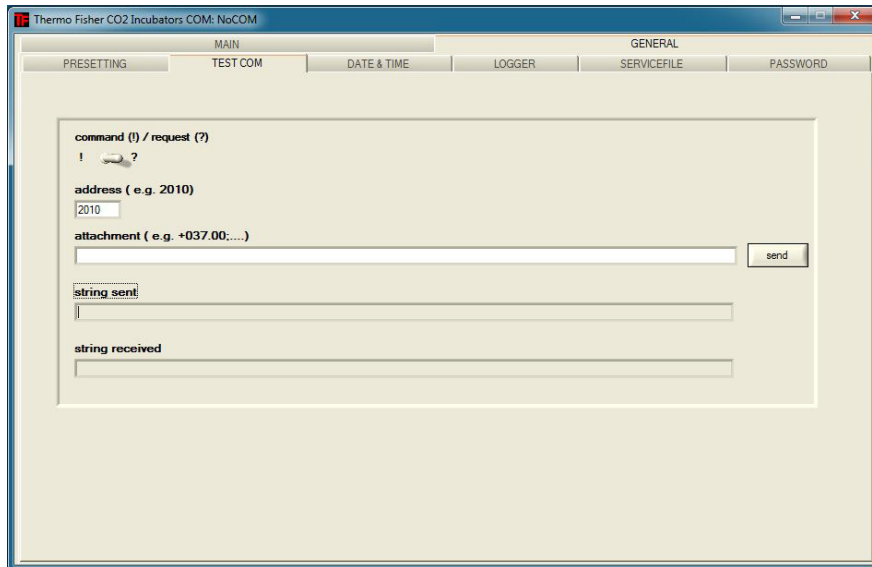 TF Thermo Fisher CO2 Incubators COM: NoCOM
MAIN GENERAL
PRESETTING TEST COM DATE & TIME LOGGER SERVICEFILE PASSWORD
command (!) / request (?)
! ?
address ( e.g. 2010)
2010
attachment ( e.g. +037.00;....)
send
string sent
string received